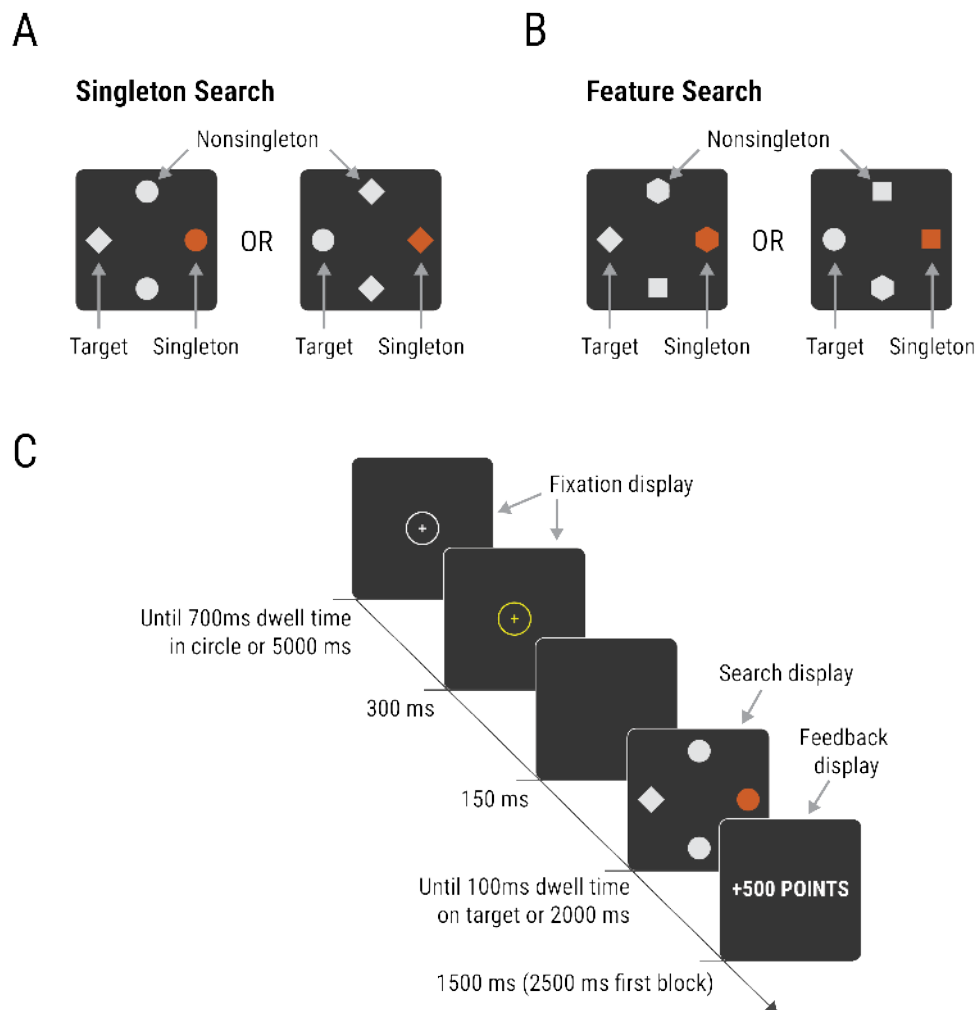 A
B
Singleton Search
Feature Search
Nonsingleton
Nonsingleton
OR
OR
Target
Singleton
Target
Singleton
Target
Singleton
Target
Singleton
C
Fixation display
Until 700ms dwell time
in circle or 5000 ms
300 ms
Search display
Feedback
display
150 ms
Until 100ms dwell time
on target or 2000 ms
+500 POINTS
1500 ms (2500 ms first block)